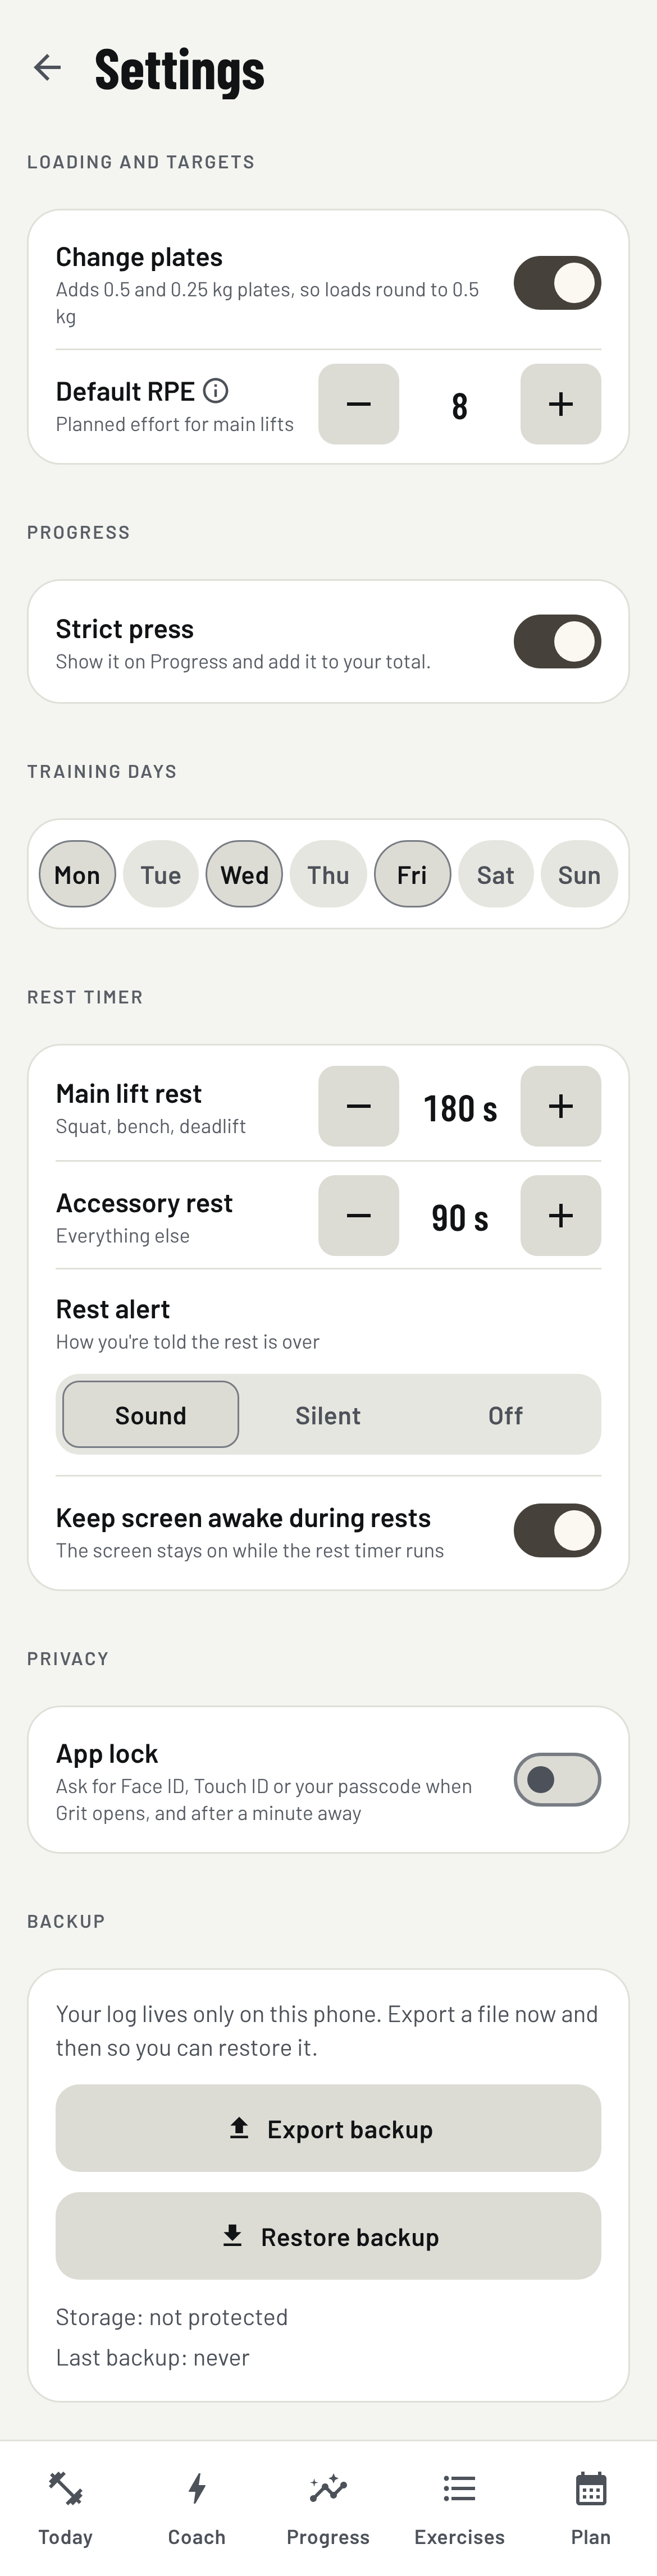 Settings
LOADING AND TARGETS
Change plates
Adds 0.5 and 0.25 kg plates, so loads round to 0.5
kg
Default RPE
Planned effort for main lifts
8
PROGRESS
Strict press
Show it on Progress and add it to your total.
TRAINING DAYS
Mon Tue Wed Thu Fri Sat Sun
REST TIMER
Main lift rest
Squat, bench, deadlift
180 s
Accessory rest
Everything else
90 s
Rest alert
How you're told the rest is over
Sound Silent Off
Keep screen awake during rests
The screen stays on while the rest timer runs
PRIVACY
App lock
Ask for Face ID, Touch ID or your passcode when
Grit opens, and after a minute away
BACKUP
Your log lives only on this phone. Export a file now and
then so you can restore it.
Export backup
Restore backup
Storage: not protected
Last backup: never
Today Coach Progress Exercises Plan